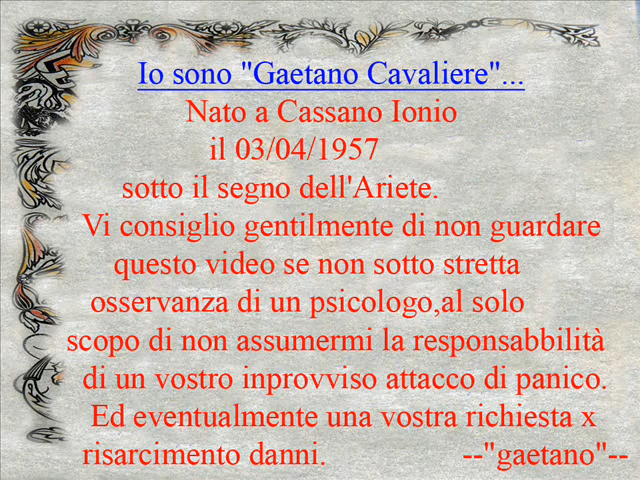 Io sono "Gaetano Cavaliere"...
Nato a Cassano Ionio
il 03/04/1957
sotto il segno dell'Ariete.
Vi consiglio gentilmente di non guardare
questo video se non sotto stretta
osservanza di un psicologo,al solo
scopo di non assumermi la responsabbilità
di un vostro inprovviso attacco di panico.
Ed eventualmente una vostra richiesta x
risarcimento danni. --"gaetano"--